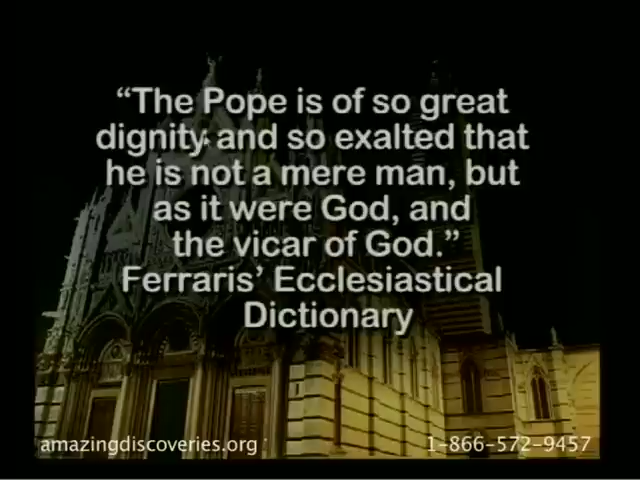 “The Pope is of so great
dignity and so exalted that
he is not a mere man, but
as it were God, and
the vicar of God.”
Ferraris’ Ecclesiastical
Dictionary
amazingdiscoveries.org
1-866-572-9457